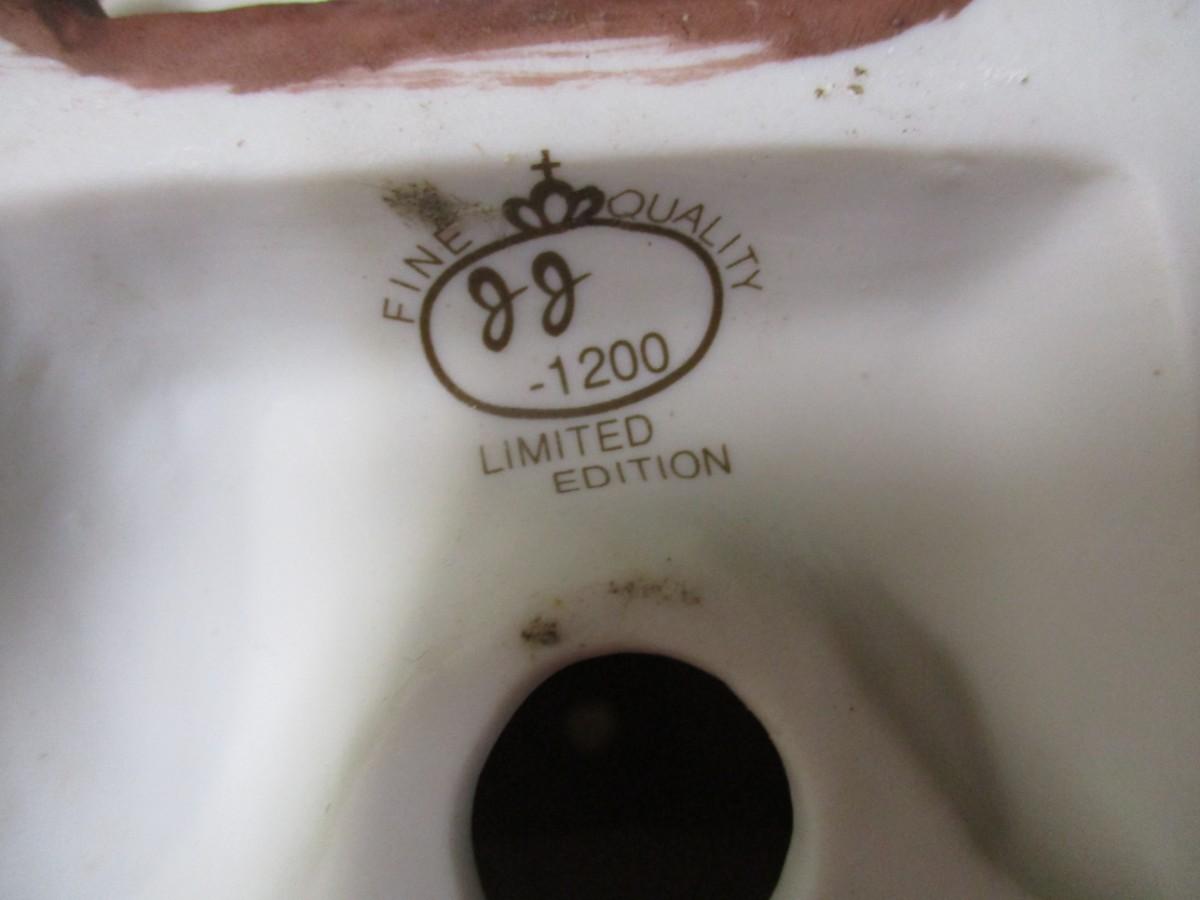 FINE QUALITY
JJ
-1200
LIMITED
EDITION